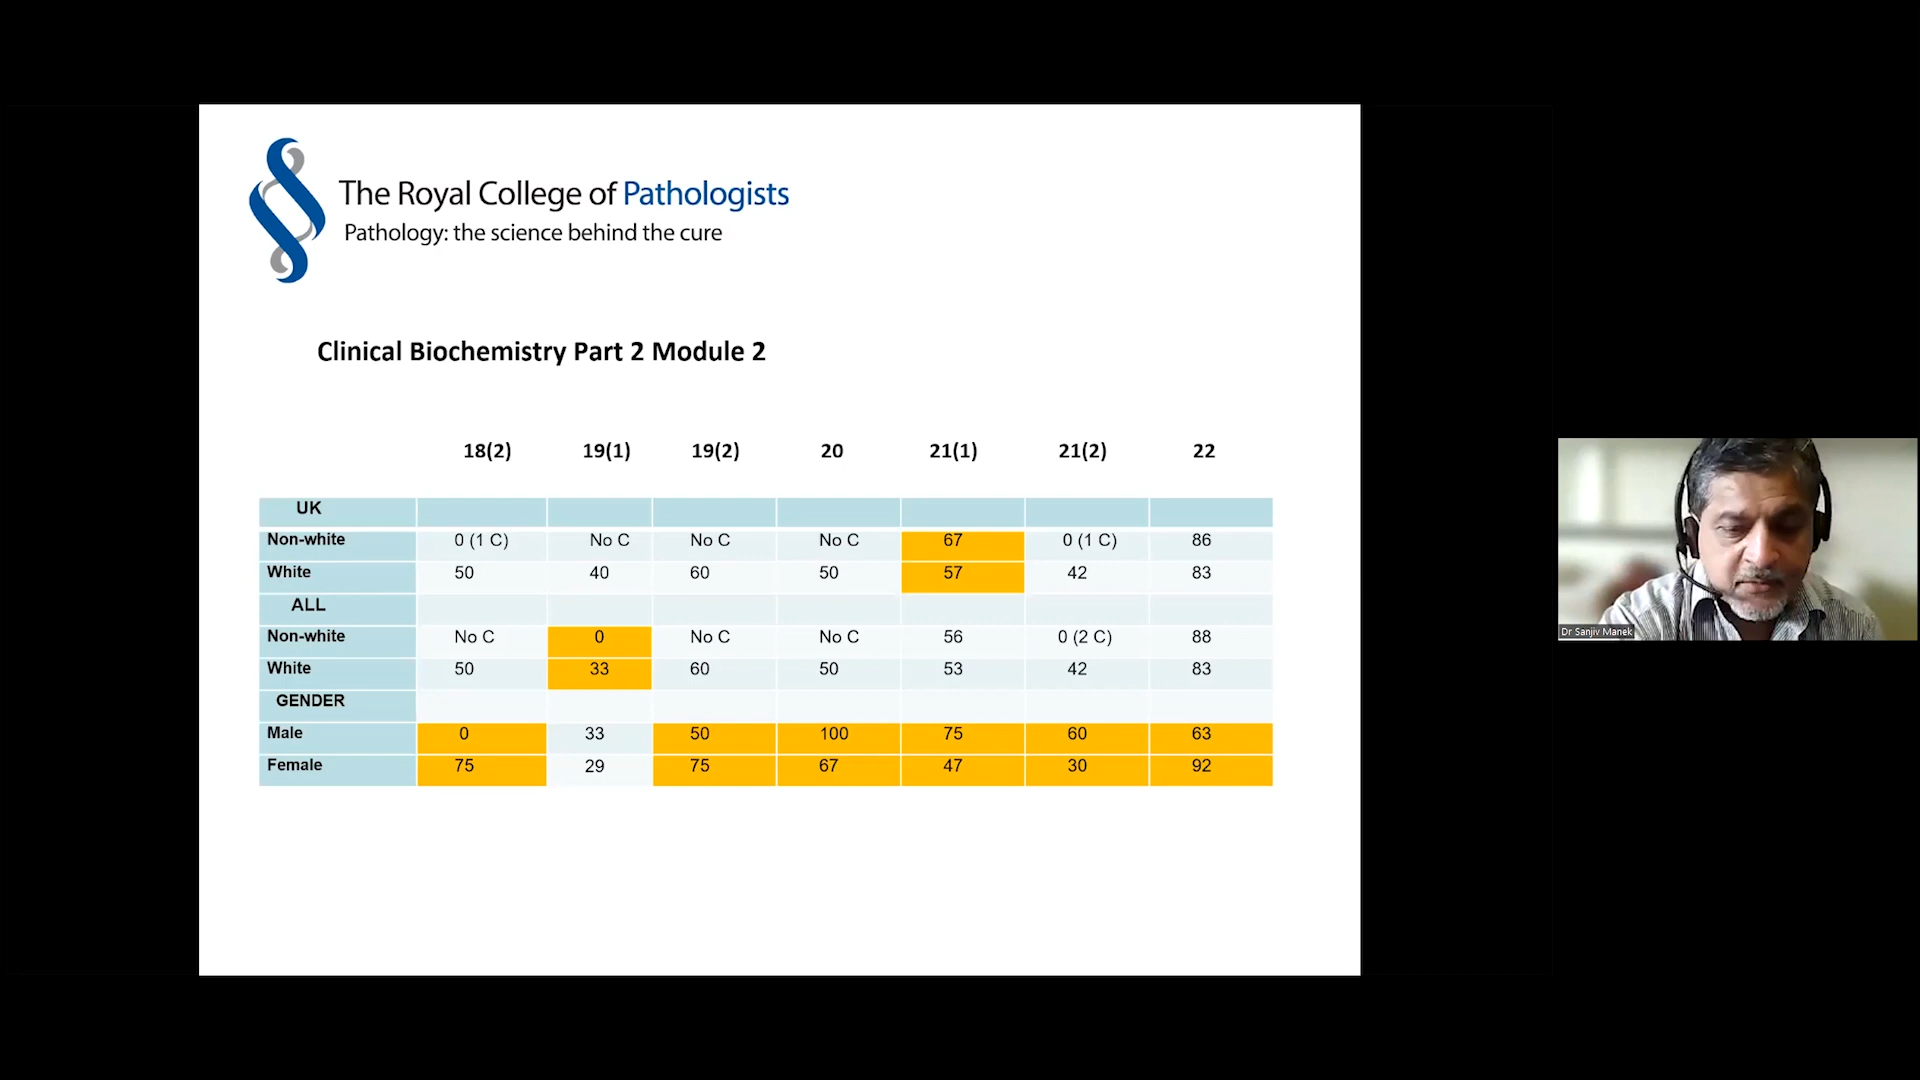 The Royal College of Pathologists
Pathology: the science behind the cure
Clinical Biochemistry Part 2 Module 2
18(2) 19(1) 19(2) 20 21(1) 21(2) 22
UK
Non-white 0 (1 C) No C No C No C 67 0 (1 C) 86
White 50 40 60 50 57 42 83
ALL
Non-white No C 0 No C No C 56 0 (2 C) 88
White 50 33 60 50 53 42 83
GENDER
Male 0 33 50 100 75 60 63
Female 75 29 75 67 47 30 92
Dr Sanjiv Manek